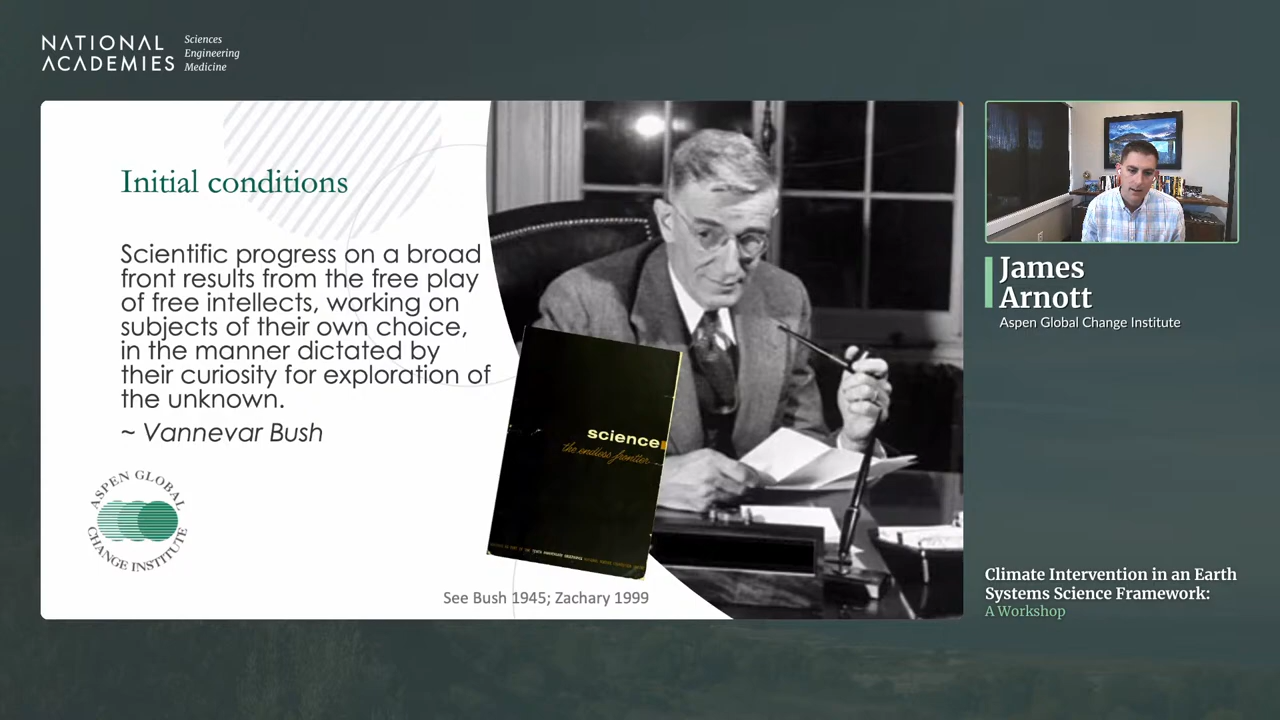 NATIONAL
ACADEMIES
Sciences
Engineering
Medicine
Initial conditions
Scientific progress on a broad
front results from the free play
of free intellects, working on
subjects of their own choice,
in the manner dictated by
their curiosity for exploration of
the unknown.
~ Vannevar Bush
ASPEN GLOBAL
CHANGE INSTITUTE
science
the endless frontier
See Bush 1945; Zachary 1999
James
Arnott
Aspen Global Change Institute
Climate Intervention in an Earth
Systems Science Framework:
A Workshop